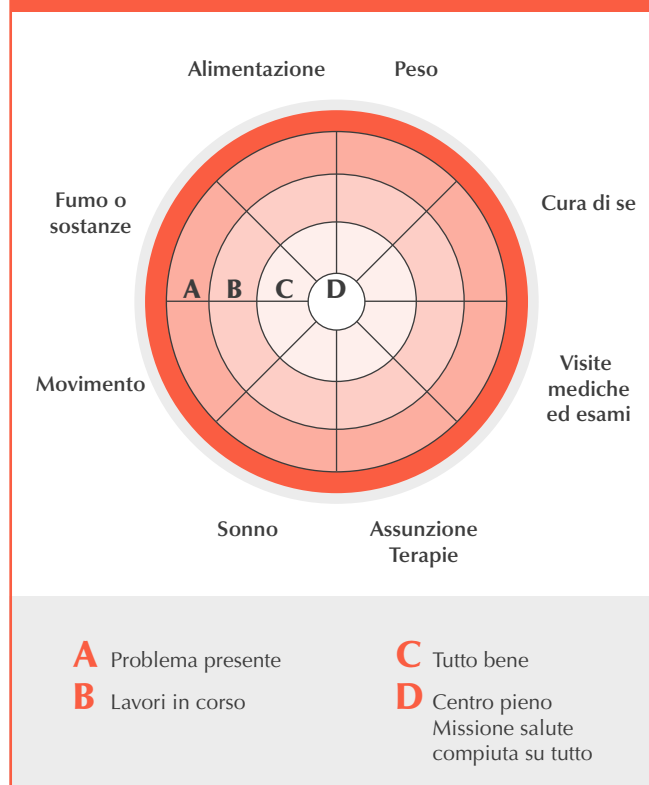 Alimentazione
Peso
Fumo o
sostanze
Cura di se
A B C D
Movimento
Visite
mediche
ed esami
Sonno
Assunzione
Terapie
A Problema presente
B Lavori in corso
C Tutto bene
D Centro pieno
Missione salute
compiuta su tutto